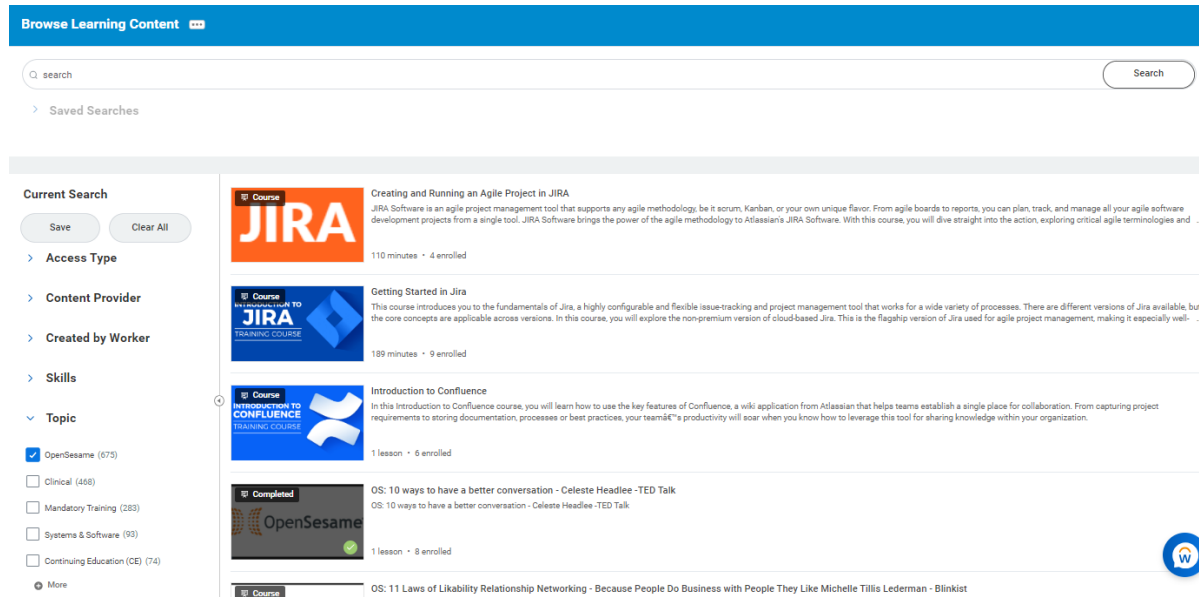 Browse Learning Content
search
Search
Saved Searches
Current Search
Save
Clear All
Access Type
Content Provider
Created by Worker
Skills
Topic
OpenSesame (675)
Clinical (468)
Mandatory Training (283)
Systems & Software (93)
Continuing Education (CE) (74)
More
Course
JIRA
Creating and Running an Agile Project in JIRA
JIRA Software is an agile project management tool that supports any agile methodology, be it scrum, Kanban, or your own unique flavor. From agile boards to reports, you can plan, track, and manage all your agile software
development projects from a single tool. JIRA Software brings the power of the agile methodology to Atlassian's JIRA Software. With this course, you will dive straight into the action, exploring critical agile terminologies and ..
110 minutes • 4 enrolled
Course
INTRODUCTION TO
JIRA
TRAINING COURSE
Getting Started in Jira
This course introduces you to the fundamentals of Jira, a highly configurable and flexible issue-tracking and project management tool that works for a wide variety of processes. There are different versions of Jira available, but
the core concepts are applicable across versions. In this course, you will explore the non-premium version of cloud-based Jira. This is the flagship version of Jira used for agile project management, making it especially well- ..
189 minutes • 9 enrolled
Course
INTRODUCTION TO
CONFLUENCE
TRAINING COURSE
Introduction to Confluence
In this Introduction to Confluence course, you will learn how to use the key features of Confluence, a wiki application from Atlassian that helps teams establish a single place for collaboration. From capturing project
requirements to storing documentation, processes or best practices, your teamâ€™s productivity will soar when you know how to leverage this tool for sharing knowledge within your organization.
1 lesson • 6 enrolled
Completed
OpenSesame
OS: 10 ways to have a better conversation - Celeste Headlee -TED Talk
OS: 10 ways to have a better conversation - Celeste Headlee -TED Talk
1 lesson • 8 enrolled
Course
OS: 11 Laws of Likability Relationship Networking - Because People Do Business with People They Like Michelle Tillis Lederman - Blinkist
W